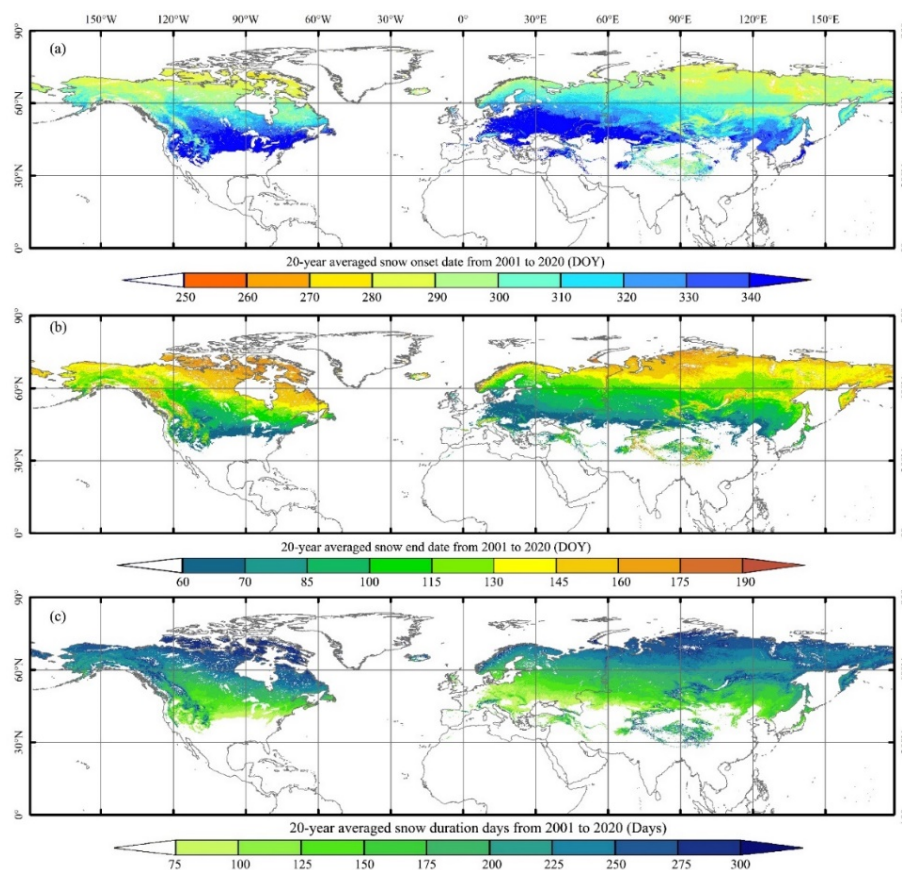 150°W 120°W 90°W 60°W 30°W 0° 30°E 60°E 90°E 120°E 150°E
90°
(a)
60°N
30°N
0°
20-year averaged snow onset date from 2001 to 2020 (DOY)
250 260 270 280 290 300 310 320 330 340
90°
(b)
60°N
30°N
0°
20-year averaged snow end date from 2001 to 2020 (DOY)
60 70 85 100 115 130 145 160 175 190
90°
(c)
60°N
30°N
0°
20-year averaged snow duration days from 2001 to 2020 (Days)
75 100 125 150 175 200 225 250 275 300